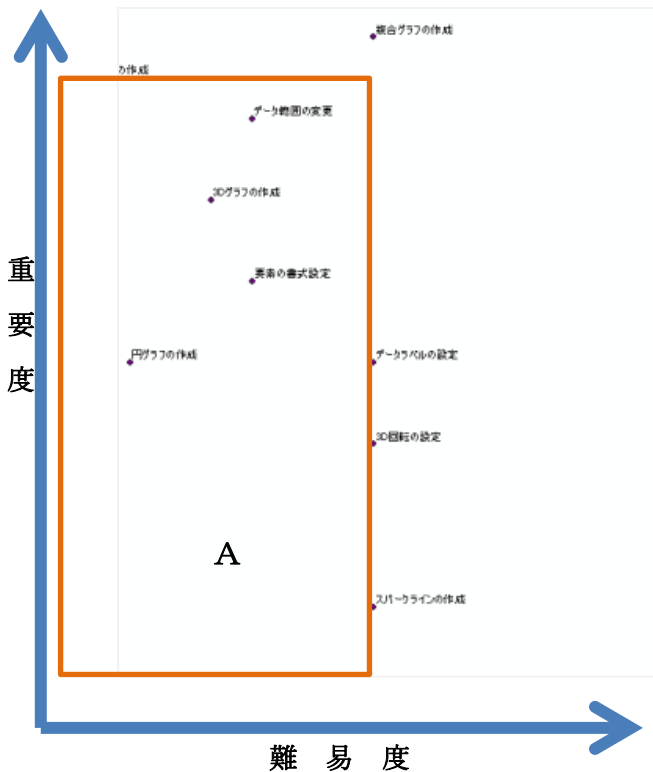 複合グラフの作成
の作成
データ範囲の変更
3Dグラフの作成
要素の書式設定
円グラフの作成
データラベルの設定
3D回転の設定
スパークラインの作成
A
重要度
難易度